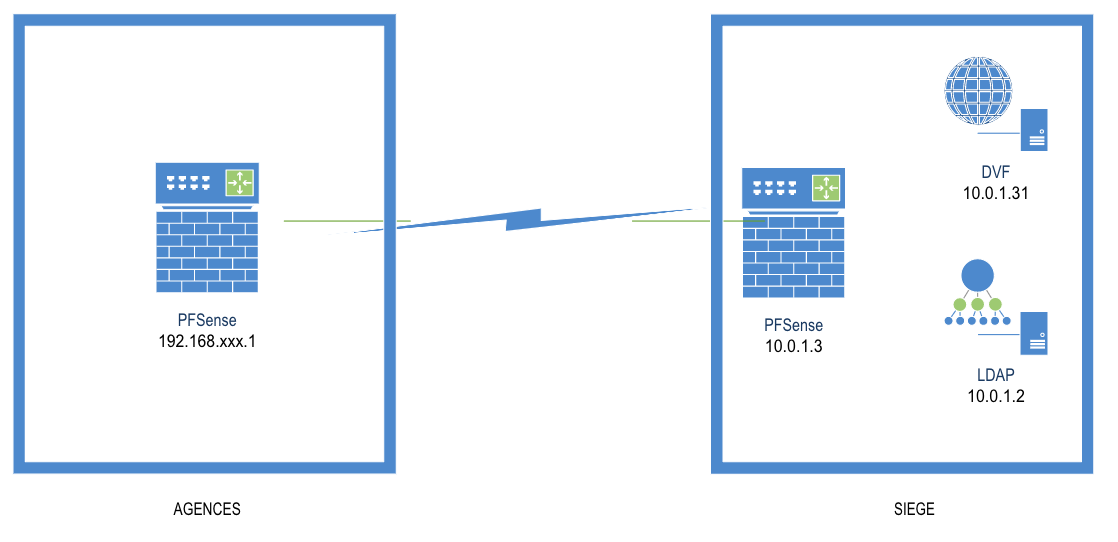 PFSense
192.168.xxx.1
AGENCES
PFSense
10.0.1.3
DVF
10.0.1.31
LDAP
10.0.1.2
SIEGE